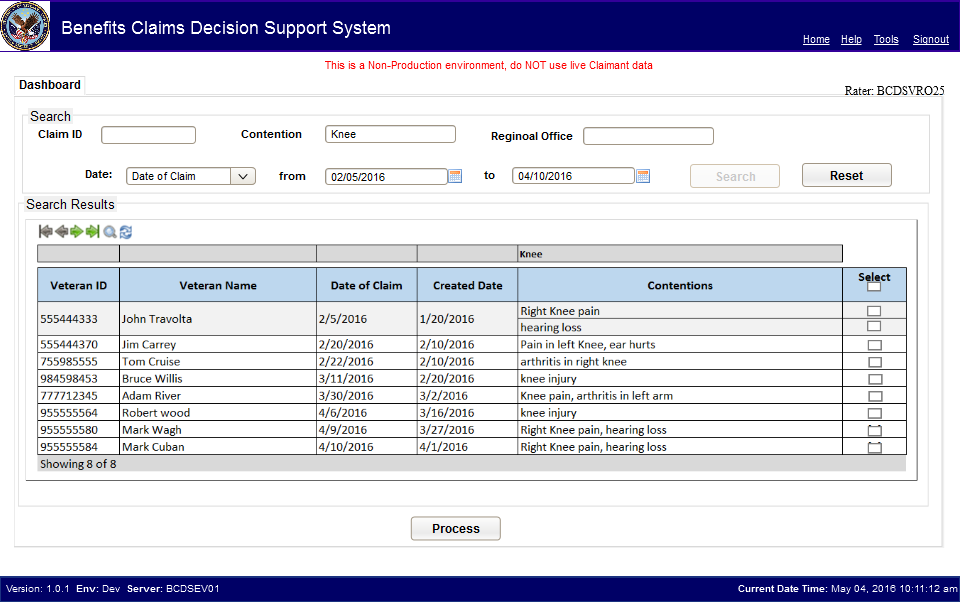 Benefits Claims Decision Support System
Home Help Tools Signout
This is a Non-Production environment, do NOT use live Claimant data
Dashboard
Rater: BCDSVRO25
Search
Claim ID Contention Knee Reginoal Office
Date: Date of Claim from 02/05/2016 to 04/10/2016 Search Reset
Search Results
Knee
Veteran ID Veteran Name Date of Claim Created Date Contentions Select
555444333 John Travolta 2/5/2016 1/20/2016 Right Knee pain
hearing loss
555444370 Jim Carrey 2/20/2016 2/10/2016 Pain in left Knee, ear hurts
755985555 Tom Cruise 2/22/2016 2/10/2016 arthritis in right knee
984598453 Bruce Willis 3/11/2016 2/20/2016 knee injury
777712345 Adam River 3/30/2016 3/2/2016 Knee pain, arthritis in left arm
955555564 Robert wood 4/6/2016 3/16/2016 knee injury
955555580 Mark Wagh 4/9/2016 3/27/2016 Right Knee pain, hearing loss
955555584 Mark Cuban 4/10/2016 4/1/2016 Right Knee pain, hearing loss
Showing 8 of 8
Process
Version: 1.0.1 Env: Dev Server: BCDSEV01 Current Date Time: May 04, 2016 10:11:12 am